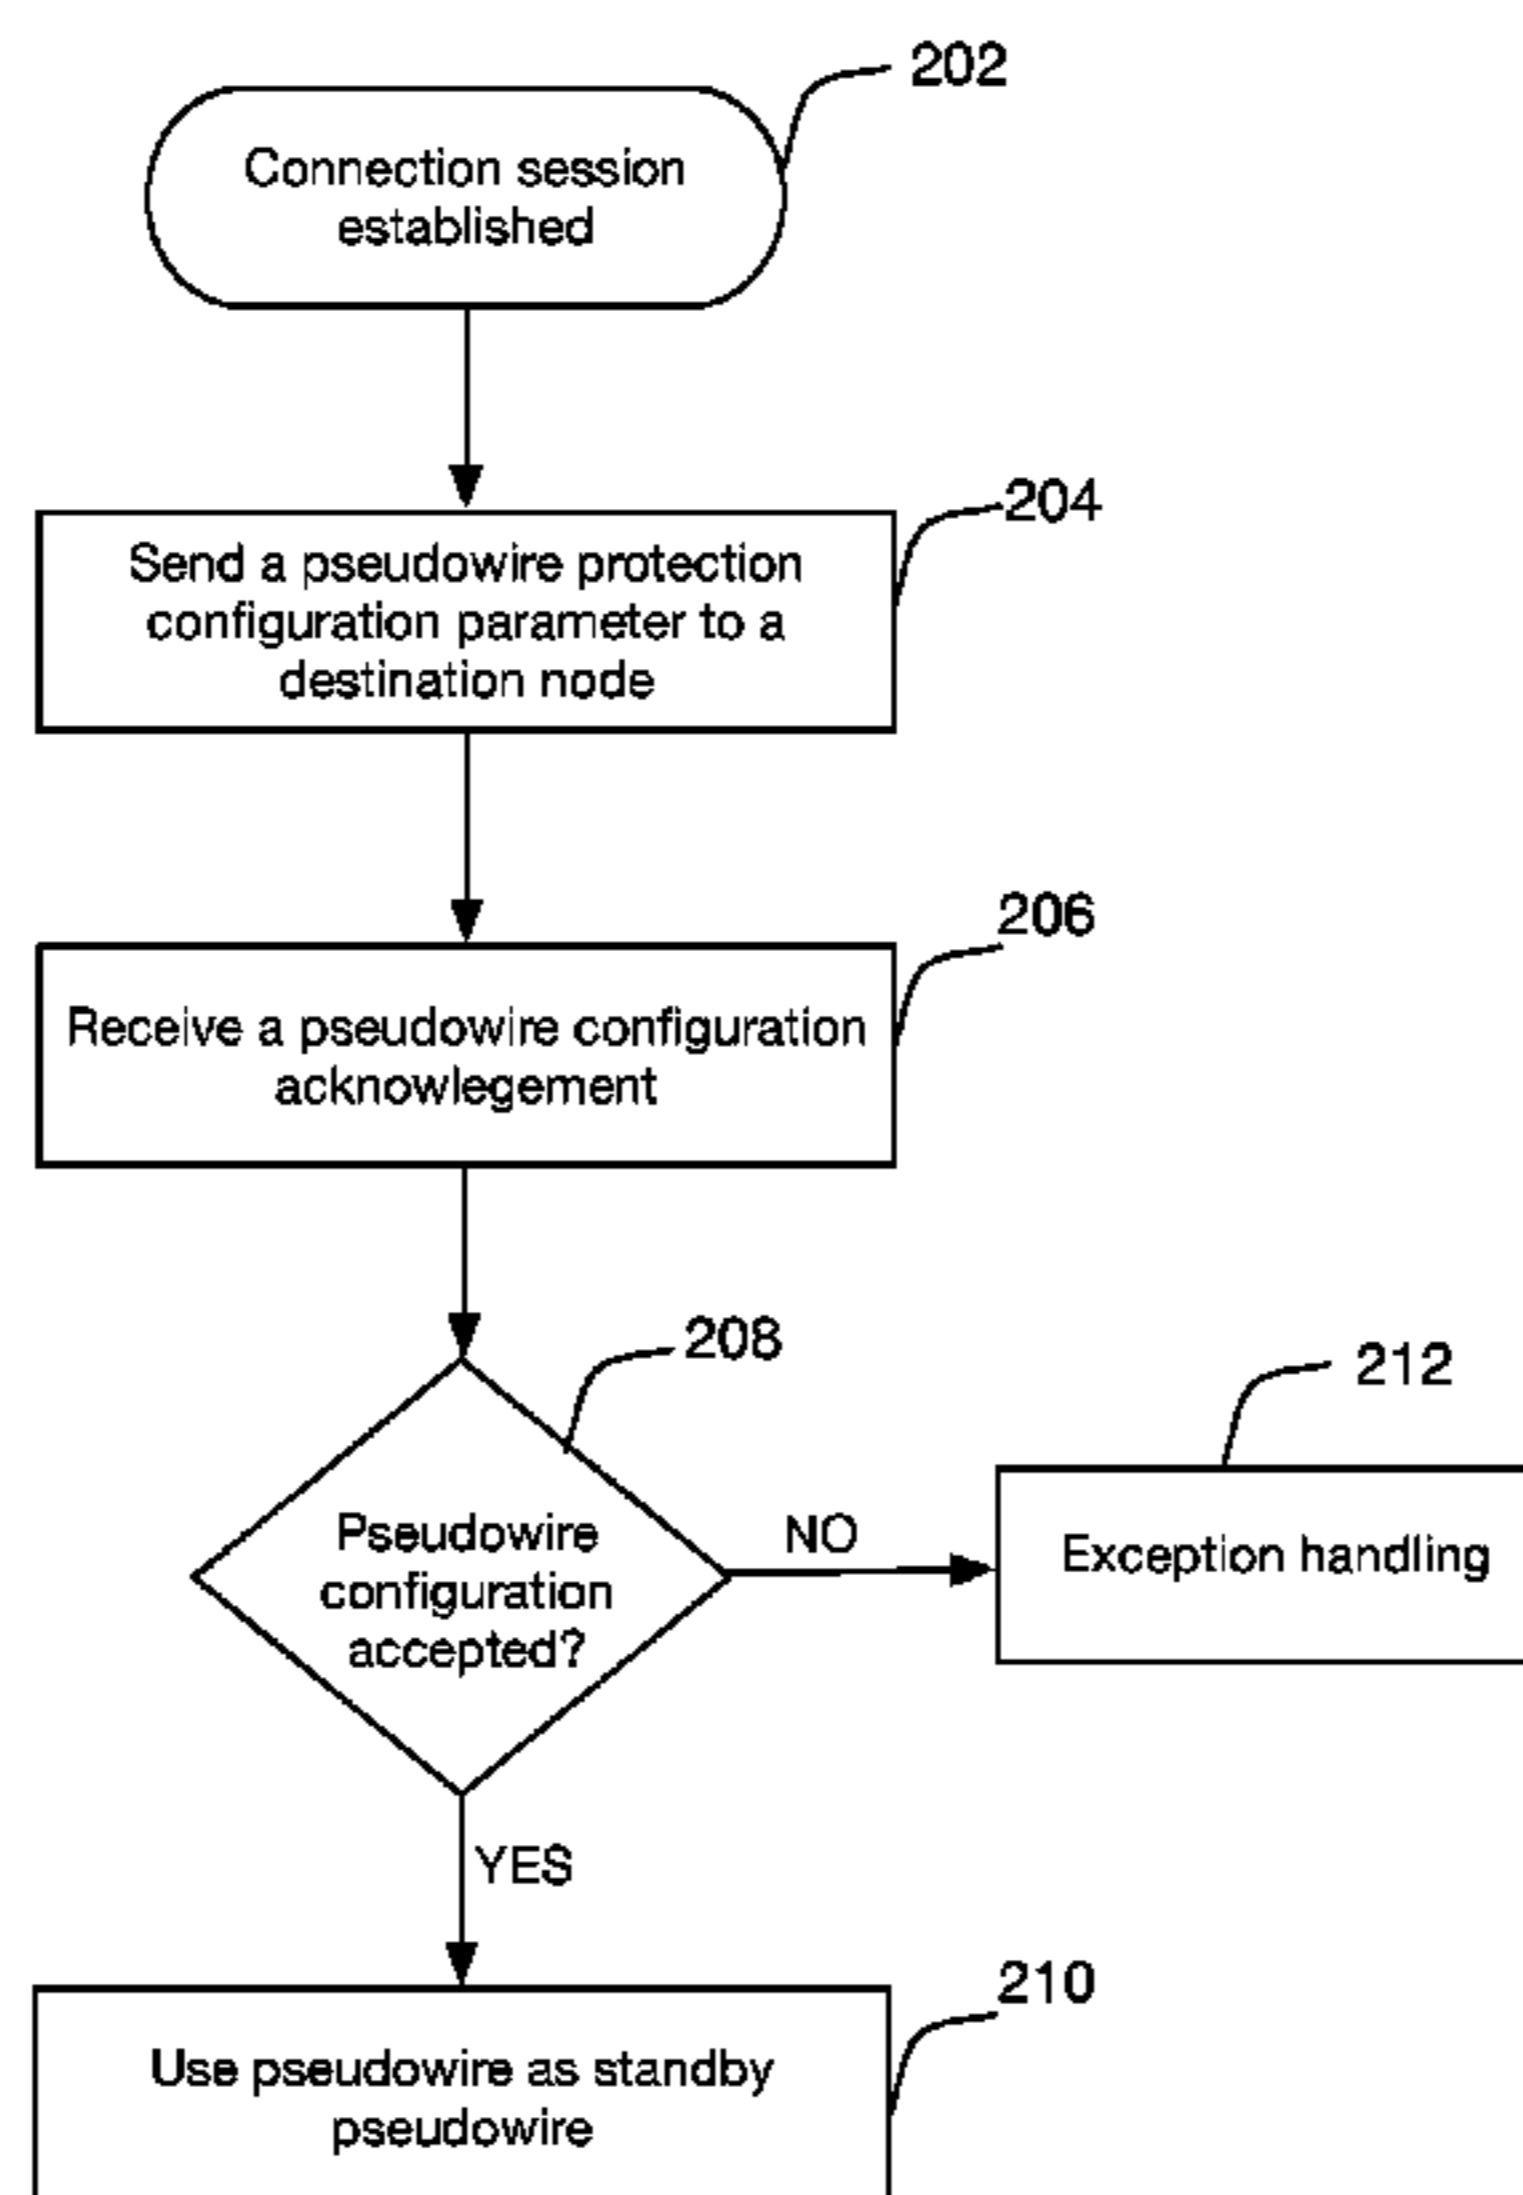 202
Connection session
established
204
Send a pseudowire protection
configuration parameter to a
destination node
206
Receive a pseudowire configuration
acknowlegement
208
212
Pseudowire
configuration
accepted?
NO
Exception handling
YES
210
Use pseudowire as standby
pseudowire